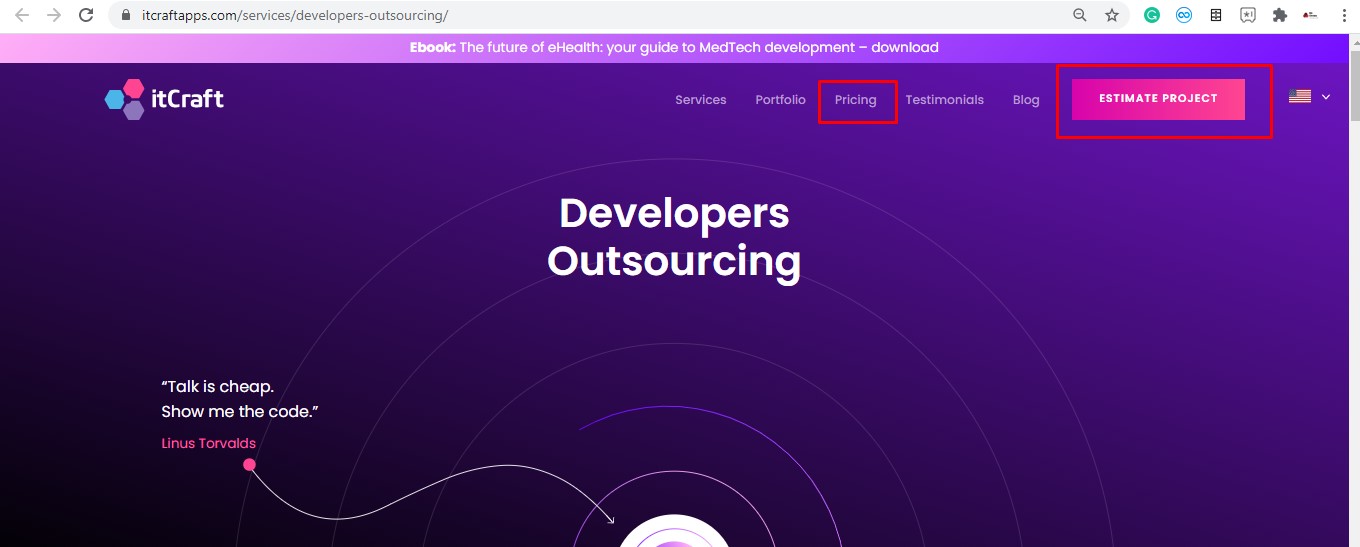 itcraftapps.com/services/developers-outsourcing/
Ebook: The future of eHealth: your guide to MedTech development – download
itCraft
Services
Portfolio
Pricing
Testimonials
Blog
ESTIMATE PROJECT
Developers
Outsourcing
“Talk is cheap.
Show me the code.”
Linus Torvalds